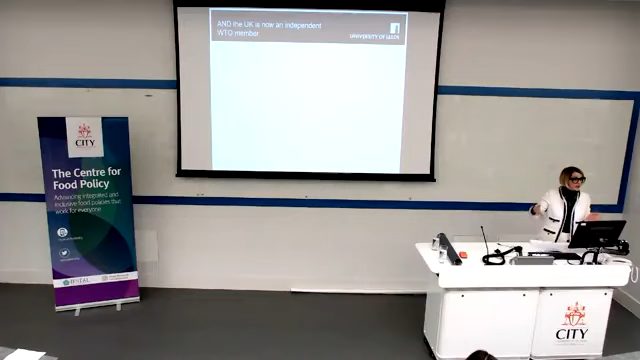 AND the UK is now an independent
WTO member
UNIVERSITY OF
CITY
The Centre for
Food Policy
Advancing integrated and
inclusive food policies that
work for everyone
CITY